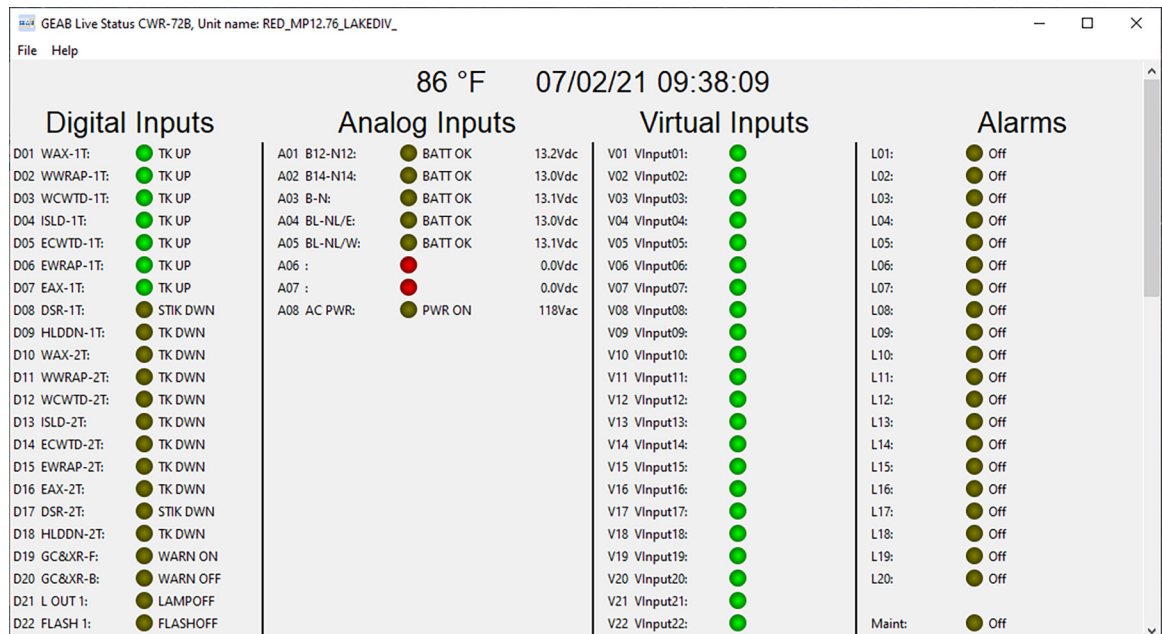 GEAB Live Status CWR-72B, Unit name: RED_MP12.76_LAKEDIV_
File Help
86 °F 07/02/21 09:38:09
Digital Inputs Analog Inputs Virtual Inputs Alarms
D01 WAX-1T: TK UP A01 B12-N12: BATT OK 13.2Vdc V01 VInput01: L01: Off
D02 WWRAP-1T: TK UP A02 B14-N14: BATT OK 13.0Vdc V02 VInput02: L02: Off
D03 WCWTD-1T: TK UP A03 B-N: BATT OK 13.1Vdc V03 VInput03: L03: Off
D04 ISLD-1T: TK UP A04 BL-NL/E: BATT OK 13.0Vdc V04 VInput04: L04: Off
D05 ECWTD-1T: TK UP A05 BL-NL/W: BATT OK 13.1Vdc V05 VInput05: L05: Off
D06 EWRAP-1T: TK UP A06 : 0.0Vdc V06 VInput06: L06: Off
D07 EAX-1T: TK UP A07 : 0.0Vdc V07 VInput07: L07: Off
D08 DSR-1T: STIK DWN A08 AC PWR: PWR ON 118Vac V08 VInput08: L08: Off
D09 HLDDN-1T: TK DWN V09 VInput09: L09: Off
D10 WAX-2T: TK DWN V10 VInput10: L10: Off
D11 WWRAP-2T: TK DWN V11 VInput11: L11: Off
D12 WCWTD-2T: TK DWN V12 VInput12: L12: Off
D13 ISLD-2T: TK DWN V13 VInput13: L13: Off
D14 ECWTD-2T: TK DWN V14 VInput14: L14: Off
D15 EWRAP-2T: TK DWN V15 VInput15: L15: Off
D16 EAX-2T: TK DWN V16 VInput16: L16: Off
D17 DSR-2T: STIK DWN V17 VInput17: L17: Off
D18 HLDDN-2T: TK DWN V18 VInput18: L18: Off
D19 GC&XR-F: WARN ON V19 VInput19: L19: Off
D20 GC&XR-B: WARN OFF V20 VInput20: L20: Off
D21 L OUT 1: LAMPOFF V21 VInput21:
D22 FLASH 1: FLASHOFF V22 VInput22: Maint: Off